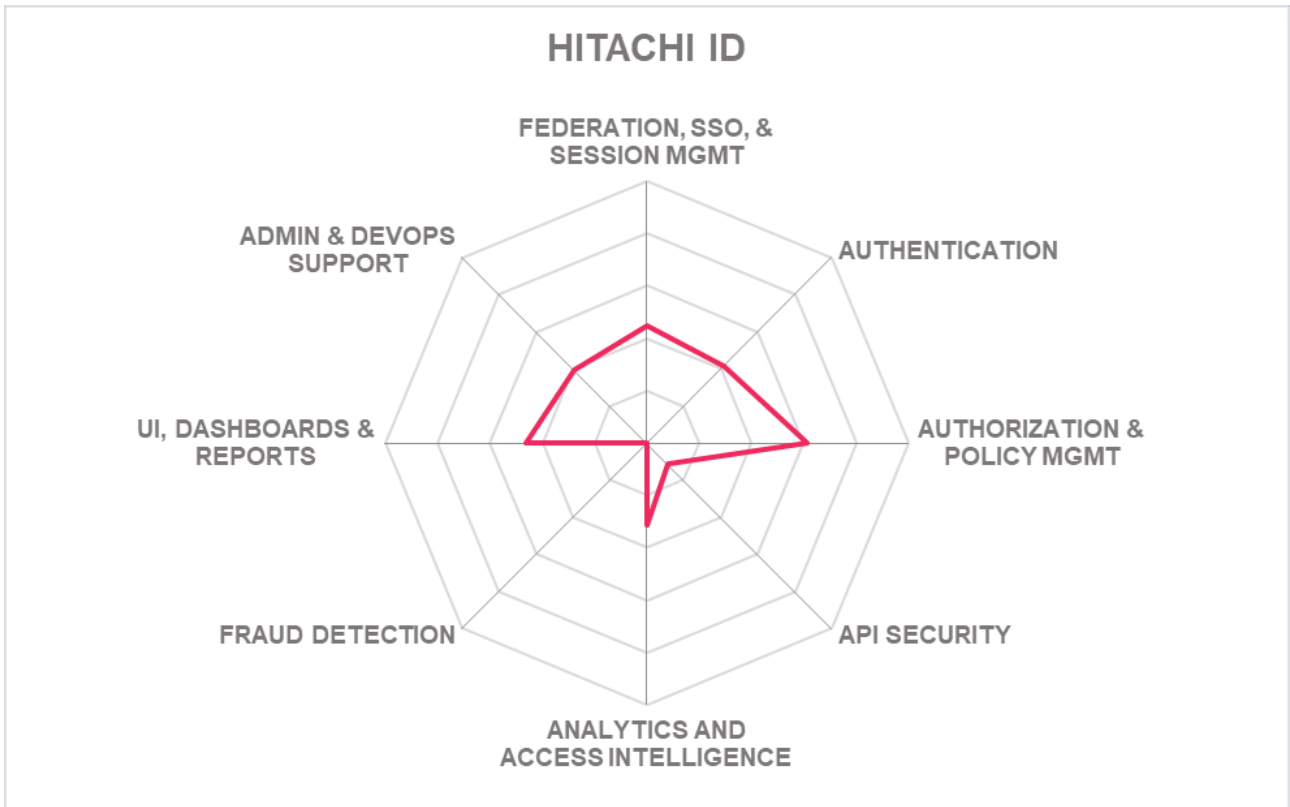 HITACHI ID
FEDERATION, SSO, &
SESSION MGMT
AUTHENTICATION
AUTHORIZATION &
POLICY MGMT
API SECURITY
ANALYTICS AND
ACCESS INTELLIGENCE
FRAUD DETECTION
UI, DASHBOARDS &
REPORTS
ADMIN & DEVOPS
SUPPORT